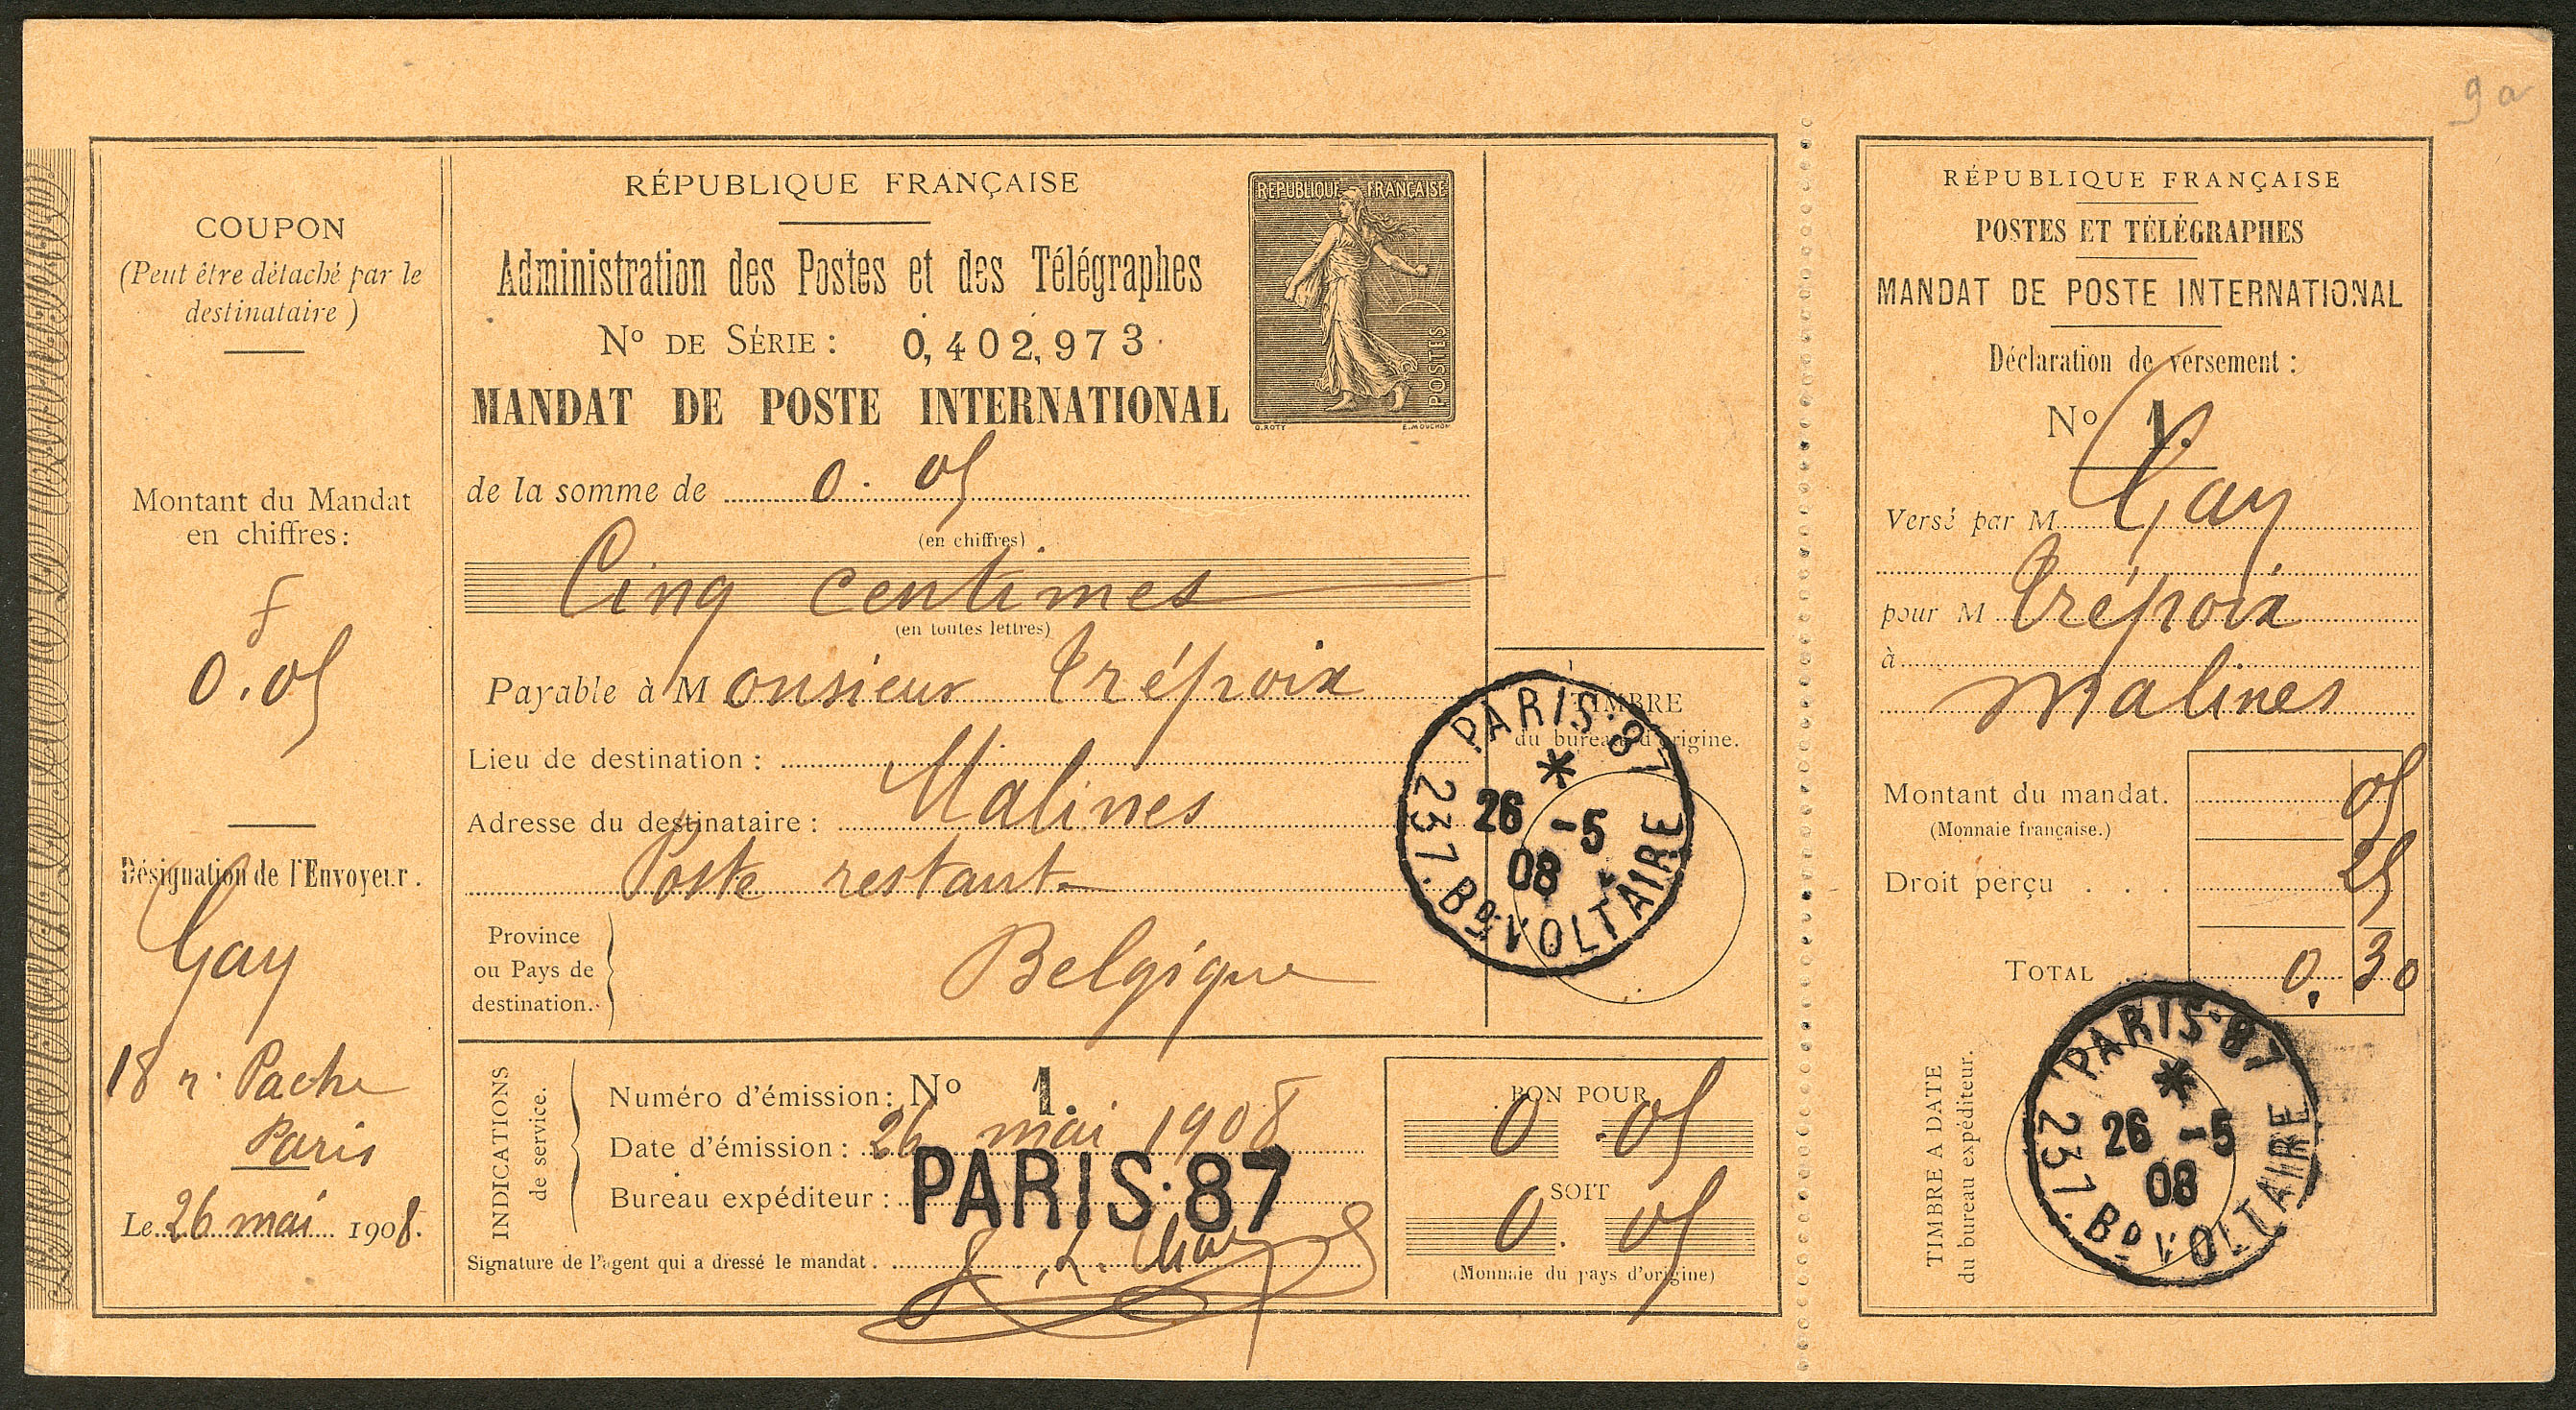 9a
COUPON
(Peut être détaché par le
destinataire)
Montant du Mandat
en chiffres:
F
0.05
Désignation de l'Envoyeur.
Gay
18 r. Pache
Paris
Le 26 mai 1908.
RÉPUBLIQUE FRANÇAISE
Administration des Postes et des Télégraphes
No DE SÉRIE : 0,402,973
MANDAT DE POSTE INTERNATIONAL
REPUBLIQUE FRANÇAISE
POSTES
O. ROTY E. MOUCHON
de la somme de 0.05
(en chiffres)
Cinq centimes
(en toutes lettres)
Payable à Monsieur Trépoix
Lieu de destination :
Malines
Adresse du destinataire :
Poste restante
Province
ou Pays de
destination.
Belgique
TIMBRE
du bureau d'origine.
PARIS·87
26 -5
08
237. Bd VOLTAIRE
INDICATIONS
de service.
Numéro d'émission: No 1.
Date d'émission : 26 mai 1908
Bureau expéditeur : PARIS·87
Signature de l'agent qui a dressé le mandat.
BON POUR
0.05
SOIT
0.05
(Monnaie du pays d'origine)
RÉPUBLIQUE FRANÇAISE
POSTES ET TÉLÉGRAPHES
MANDAT DE POSTE INTERNATIONAL
Déclaration de versement :
No 1.
Versé par M Gay
pour M Trépoix
à
Malines
Montant du mandat. 05
(Monnaie française.)
Droit perçu . . . 25
TOTAL 0,30
TIMBRE A DATE
du bureau expéditeur.
PARIS·87
26 -5
08
237. Bd VOLTAIRE